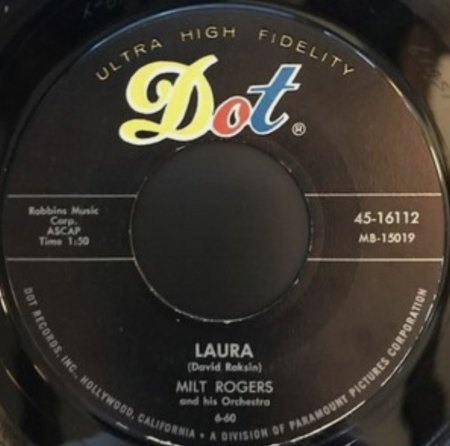 ULTRA HIGH FIDELITY
Dot®
Robbins Music
Corp.
ASCAP
Time 1:50
45-16112
MB-15019
LAURA
(David Raksin)
MILT ROGERS
and his Orchestra
6-60
DOT RECORDS, INC., HOLLYWOOD, CALIFORNIA • A DIVISION OF PARAMOUNT PICTURES CORPORATION